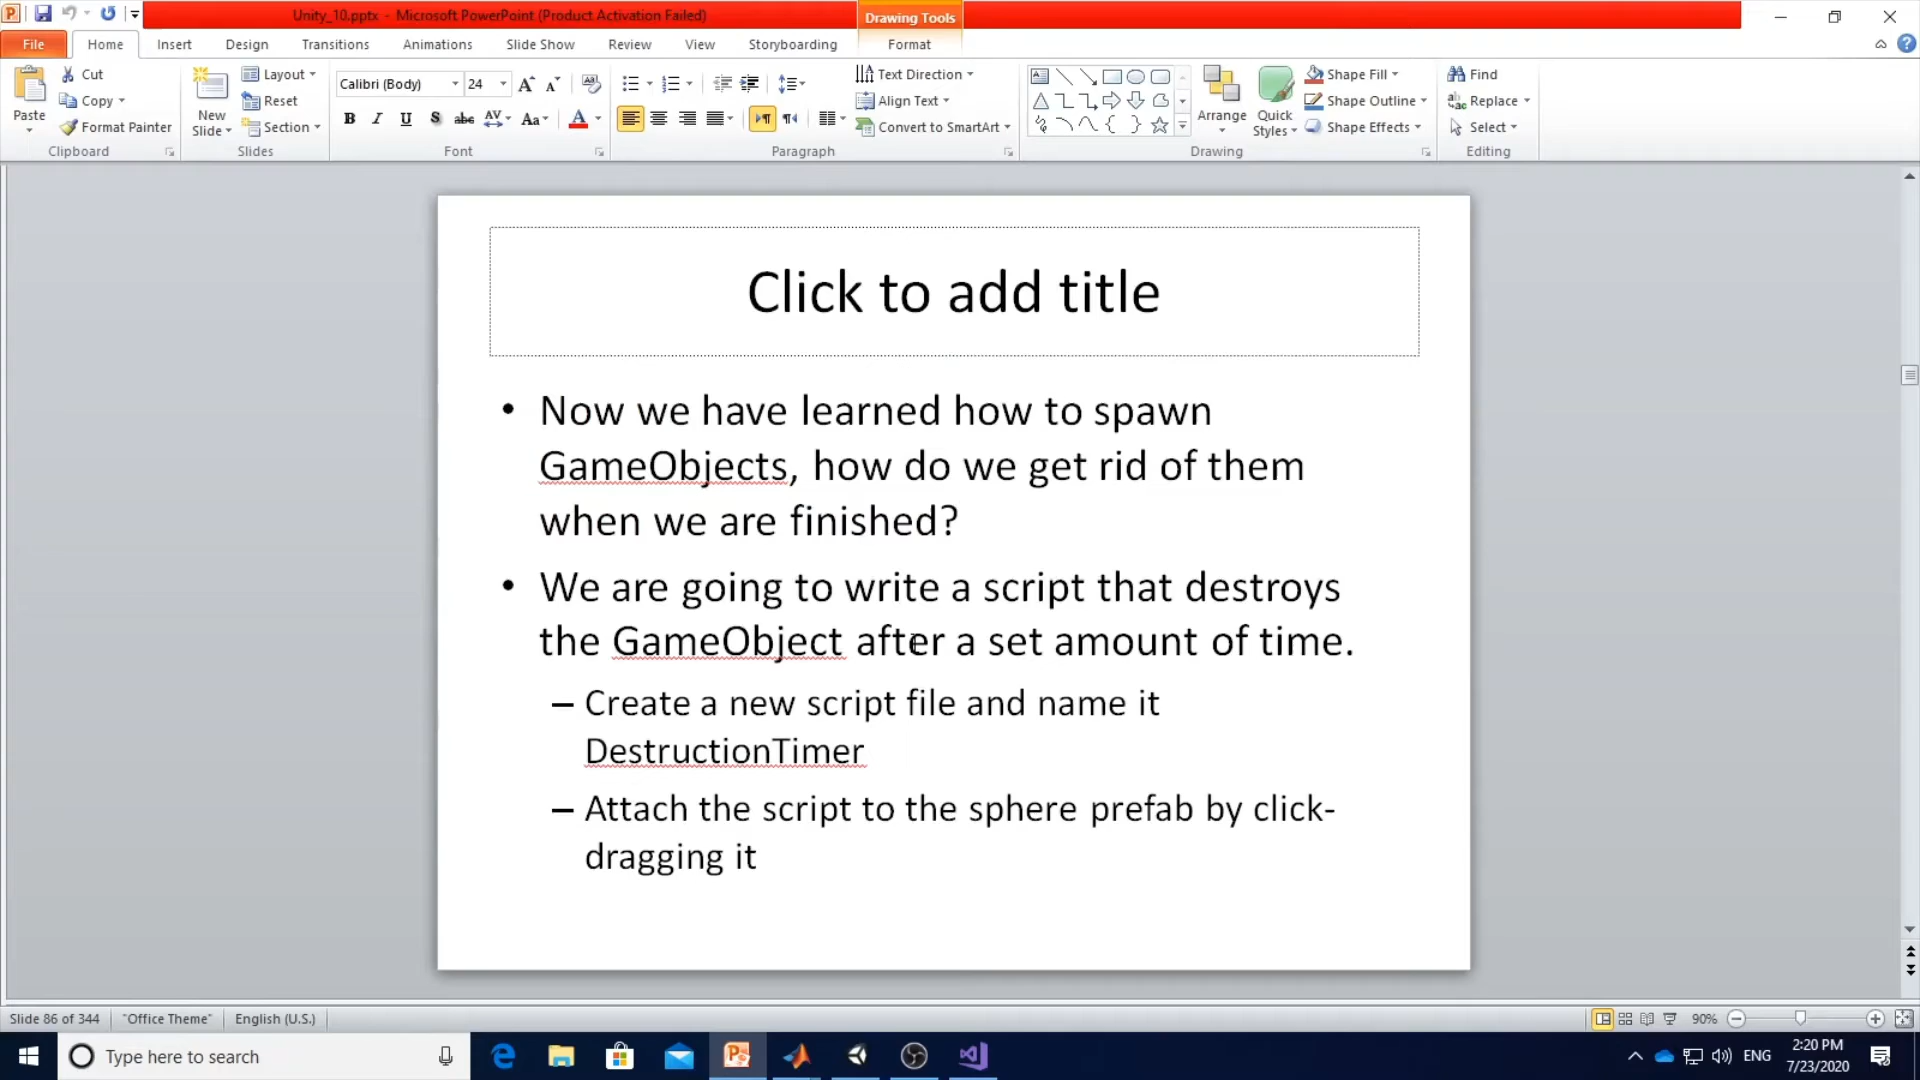 Unity_10.pptx - Microsoft PowerPoint (Product Activation Failed)
Drawing Tools
File Home Insert Design Transitions Animations Slide Show Review View Storyboarding Format
Paste
Cut
Copy
Format Painter
Clipboard
New Slide
Layout
Reset
Section
Slides
Calibri (Body) 24
B I U S abc AV Aa A
Font
Text Direction
Align Text
Convert to SmartArt
Paragraph
Arrange
Quick Styles
Shape Fill
Shape Outline
Shape Effects
Drawing
Find
Replace
Select
Editing
Click to add title
• Now we have learned how to spawn
GameObjects, how do we get rid of them
when we are finished?
• We are going to write a script that destroys
the GameObject after a set amount of time.
– Create a new script file and name it
DestructionTimer
– Attach the script to the sphere prefab by click-
dragging it
Slide 86 of 344 "Office Theme" English (U.S.) 90%
Type here to search
ENG
2:20 PM
7/23/2020